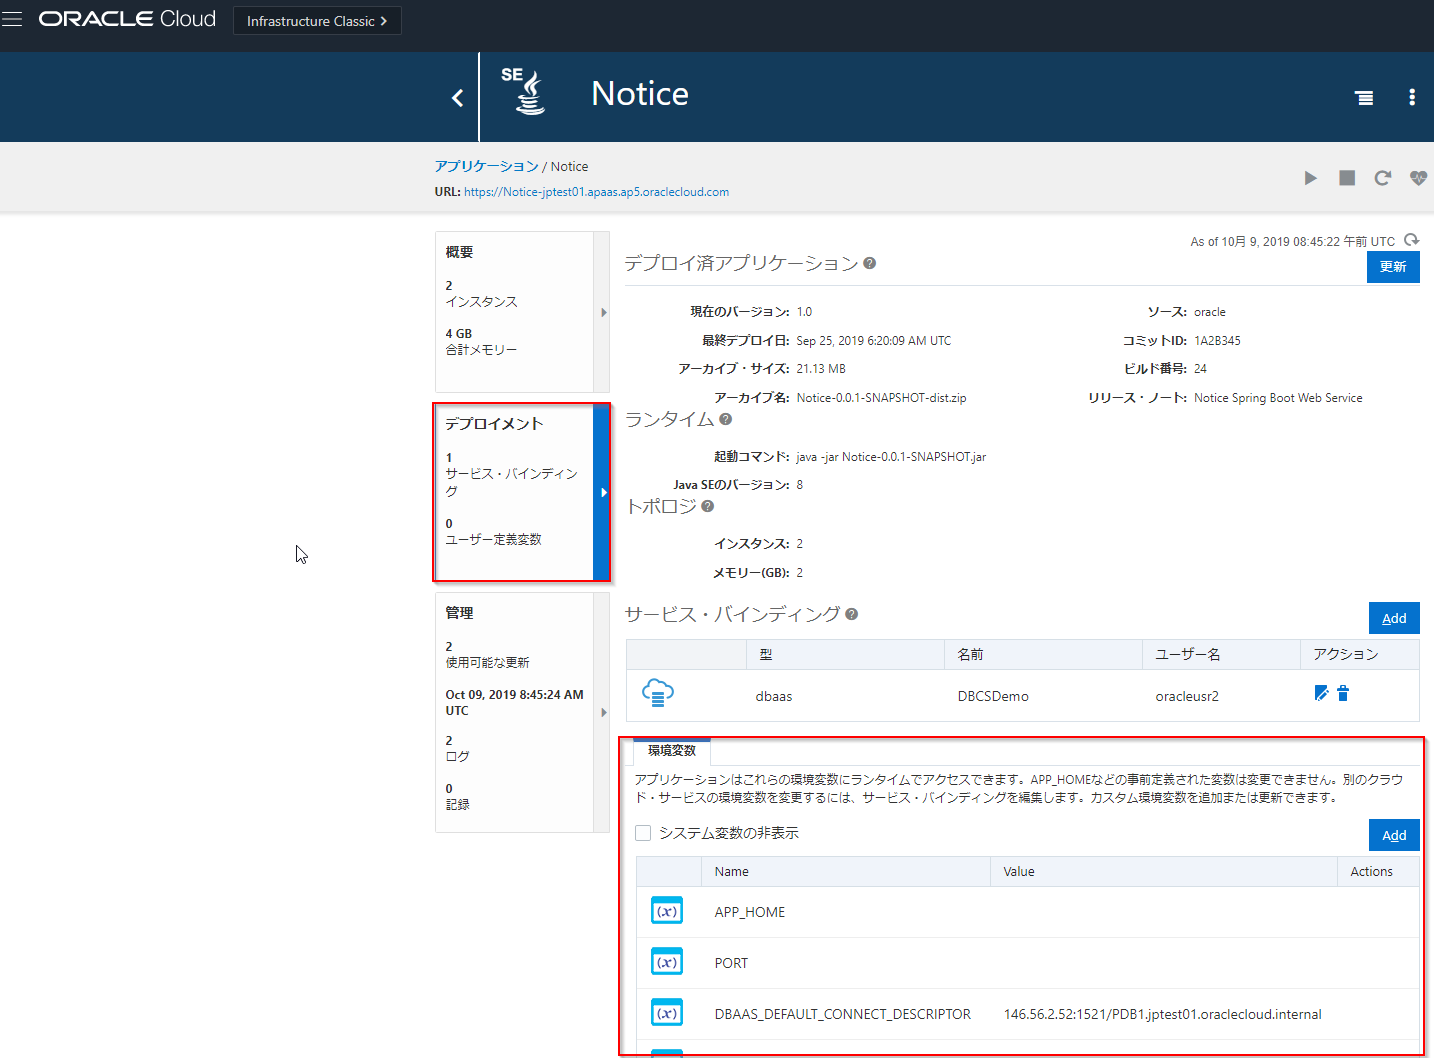 ORACLE Cloud
Infrastructure Classic
SE
Notice
アプリケーション / Notice
URL: https://Notice-jptest01.apaas.ap5.oraclecloud.com
概要
2
インスタンス
4 GB
合計メモリー
デプロイメント
1
サービス・バインディン
グ
0
ユーザー定義変数
管理
2
使用可能な更新
Oct 09, 2019 8:45:24 AM
UTC
2
ログ
0
記録
As of 10月 9, 2019 08:45:22 午前 UTC
デプロイ済アプリケーション
更新
現在のバージョン: 1.0
ソース: oracle
最終デプロイ日: Sep 25, 2019 6:20:09 AM UTC
コミットID: 1A2B345
アーカイブ・サイズ: 21.13 MB
ビルド番号: 24
アーカイブ名: Notice-0.0.1-SNAPSHOT-dist.zip
リリース・ノート: Notice Spring Boot Web Service
ランタイム
起動コマンド: java -jar Notice-0.0.1-SNAPSHOT.jar
Java SEのバージョン: 8
トポロジ
インスタンス: 2
メモリー(GB): 2
サービス・バインディング
Add
型 名前 ユーザー名 アクション
dbaas DBCSDemo oracleusr2
環境変数
アプリケーションはこれらの環境変数にランタイムでアクセスできます。APP_HOMEなどの事前定義された変数は変更できません。別のクラウ
ド・サービスの環境変数を変更するには、サービス・バインディングを編集します。カスタム環境変数を追加または更新できます。
システム変数の非表示
Add
Name Value Actions
(x) APP_HOME
(x) PORT
(x) DBAAS_DEFAULT_CONNECT_DESCRIPTOR 146.56.2.52:1521/PDB1.jptest01.oraclecloud.internal